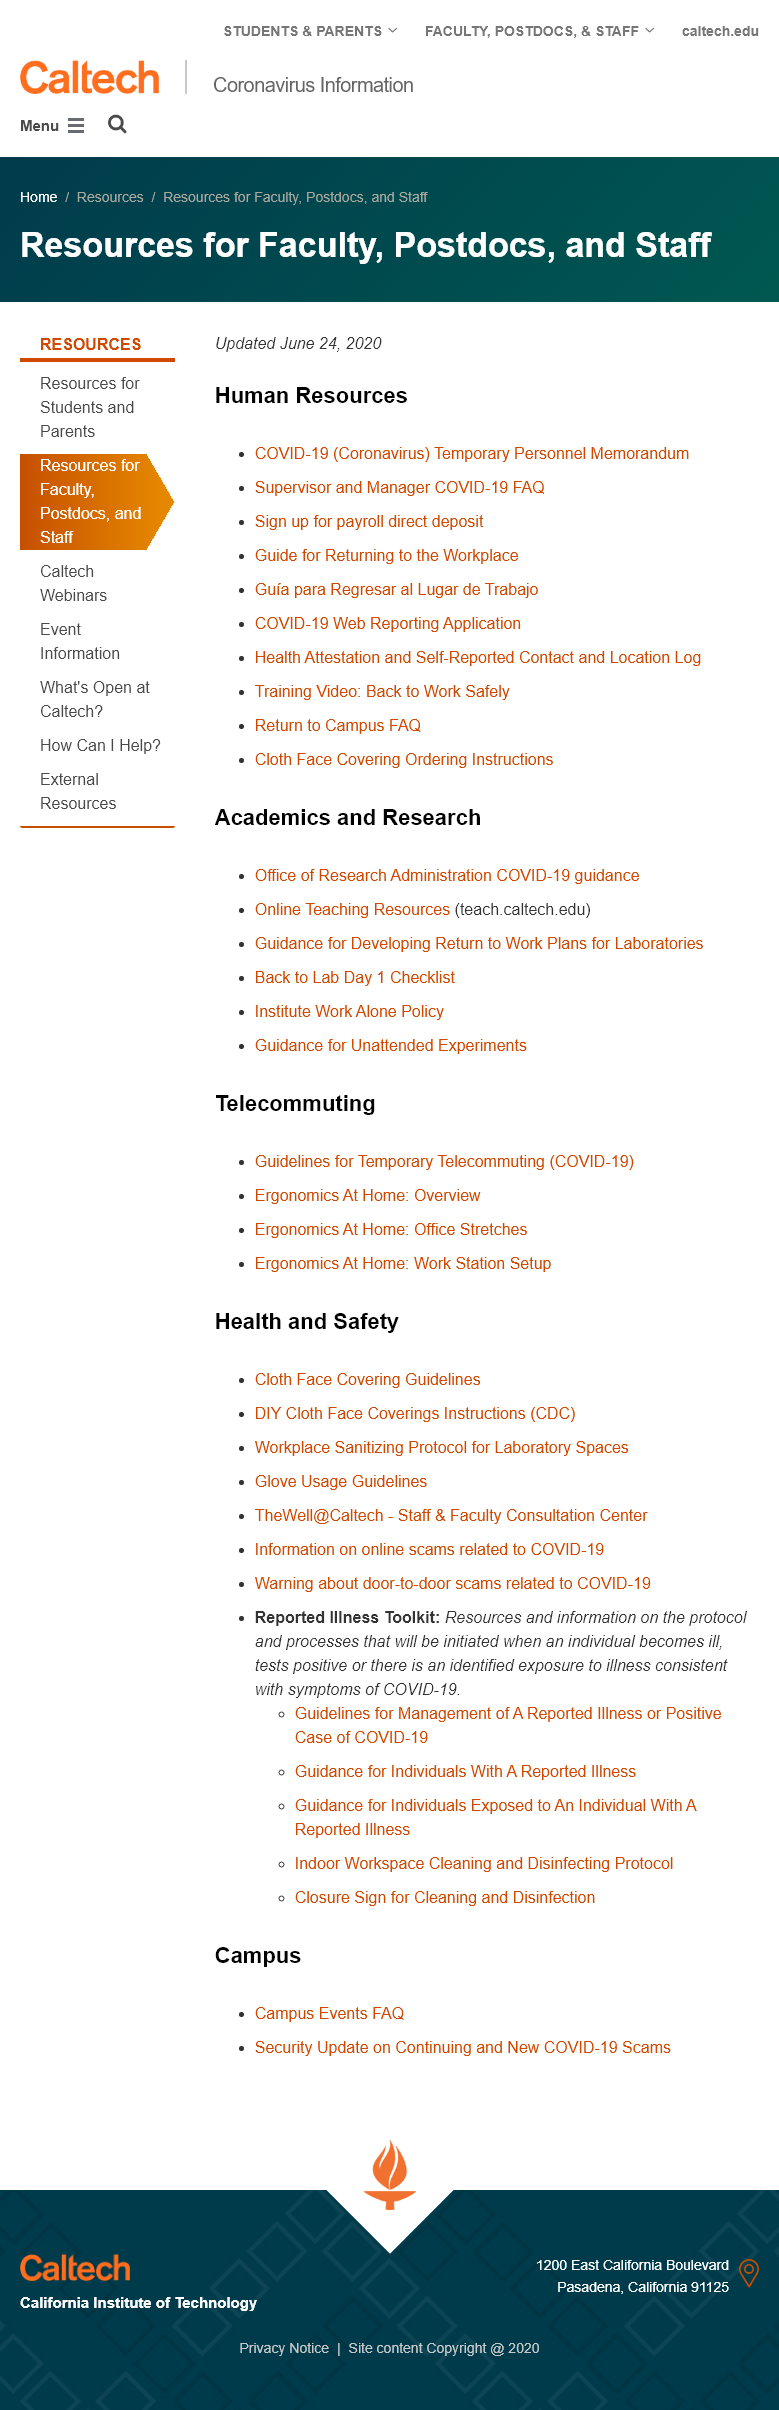 STUDENTS & PARENTS FACULTY, POSTDOCS, & STAFF caltech.edu
Caltech Coronavirus Information
Menu
Home / Resources / Resources for Faculty, Postdocs, and Staff
Resources for Faculty, Postdocs, and Staff
RESOURCES
Resources for
Students and
Parents
Resources for
Faculty,
Postdocs, and
Staff
Caltech
Webinars
Event
Information
What's Open at
Caltech?
How Can I Help?
External
Resources
Updated June 24, 2020
Human Resources
COVID-19 (Coronavirus) Temporary Personnel Memorandum
Supervisor and Manager COVID-19 FAQ
Sign up for payroll direct deposit
Guide for Returning to the Workplace
Guía para Regresar al Lugar de Trabajo
COVID-19 Web Reporting Application
Health Attestation and Self-Reported Contact and Location Log
Training Video: Back to Work Safely
Return to Campus FAQ
Cloth Face Covering Ordering Instructions
Academics and Research
Office of Research Administration COVID-19 guidance
Online Teaching Resources (teach.caltech.edu)
Guidance for Developing Return to Work Plans for Laboratories
Back to Lab Day 1 Checklist
Institute Work Alone Policy
Guidance for Unattended Experiments
Telecommuting
Guidelines for Temporary Telecommuting (COVID-19)
Ergonomics At Home: Overview
Ergonomics At Home: Office Stretches
Ergonomics At Home: Work Station Setup
Health and Safety
Cloth Face Covering Guidelines
DIY Cloth Face Coverings Instructions (CDC)
Workplace Sanitizing Protocol for Laboratory Spaces
Glove Usage Guidelines
TheWell@Caltech - Staff & Faculty Consultation Center
Information on online scams related to COVID-19
Warning about door-to-door scams related to COVID-19
Reported Illness Toolkit: Resources and information on the protocol
and processes that will be initiated when an individual becomes ill,
tests positive or there is an identified exposure to illness consistent
with symptoms of COVID-19.
Guidelines for Management of A Reported Illness or Positive
Case of COVID-19
Guidance for Individuals With A Reported Illness
Guidance for Individuals Exposed to An Individual With A
Reported Illness
Indoor Workspace Cleaning and Disinfecting Protocol
Closure Sign for Cleaning and Disinfection
Campus
Campus Events FAQ
Security Update on Continuing and New COVID-19 Scams
Caltech
California Institute of Technology
1200 East California Boulevard
Pasadena, California 91125
Privacy Notice | Site content Copyright @ 2020